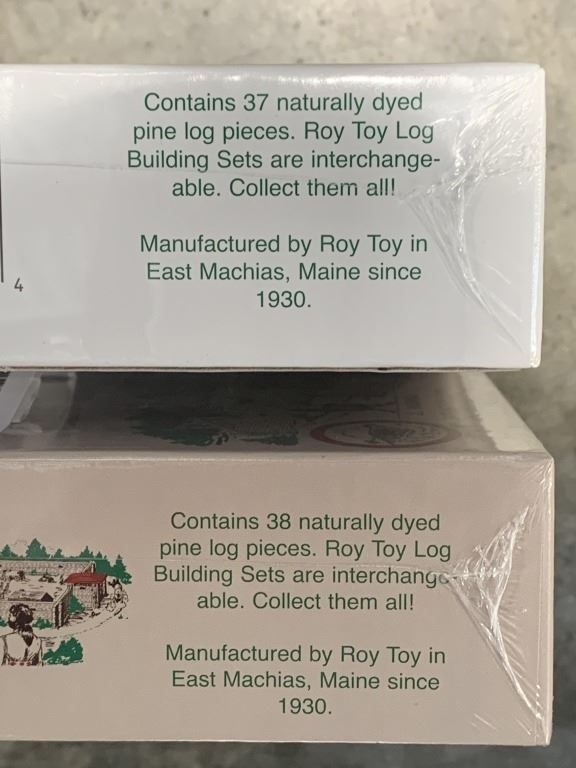 Contains 37 naturally dyed
pine log pieces. Roy Toy Log
Building Sets are interchange-
able. Collect them all!
Manufactured by Roy Toy in
East Machias, Maine since
1930.
4
Contains 38 naturally dyed
pine log pieces. Roy Toy Log
Building Sets are interchange-
able. Collect them all!
Manufactured by Roy Toy in
East Machias, Maine since
1930.